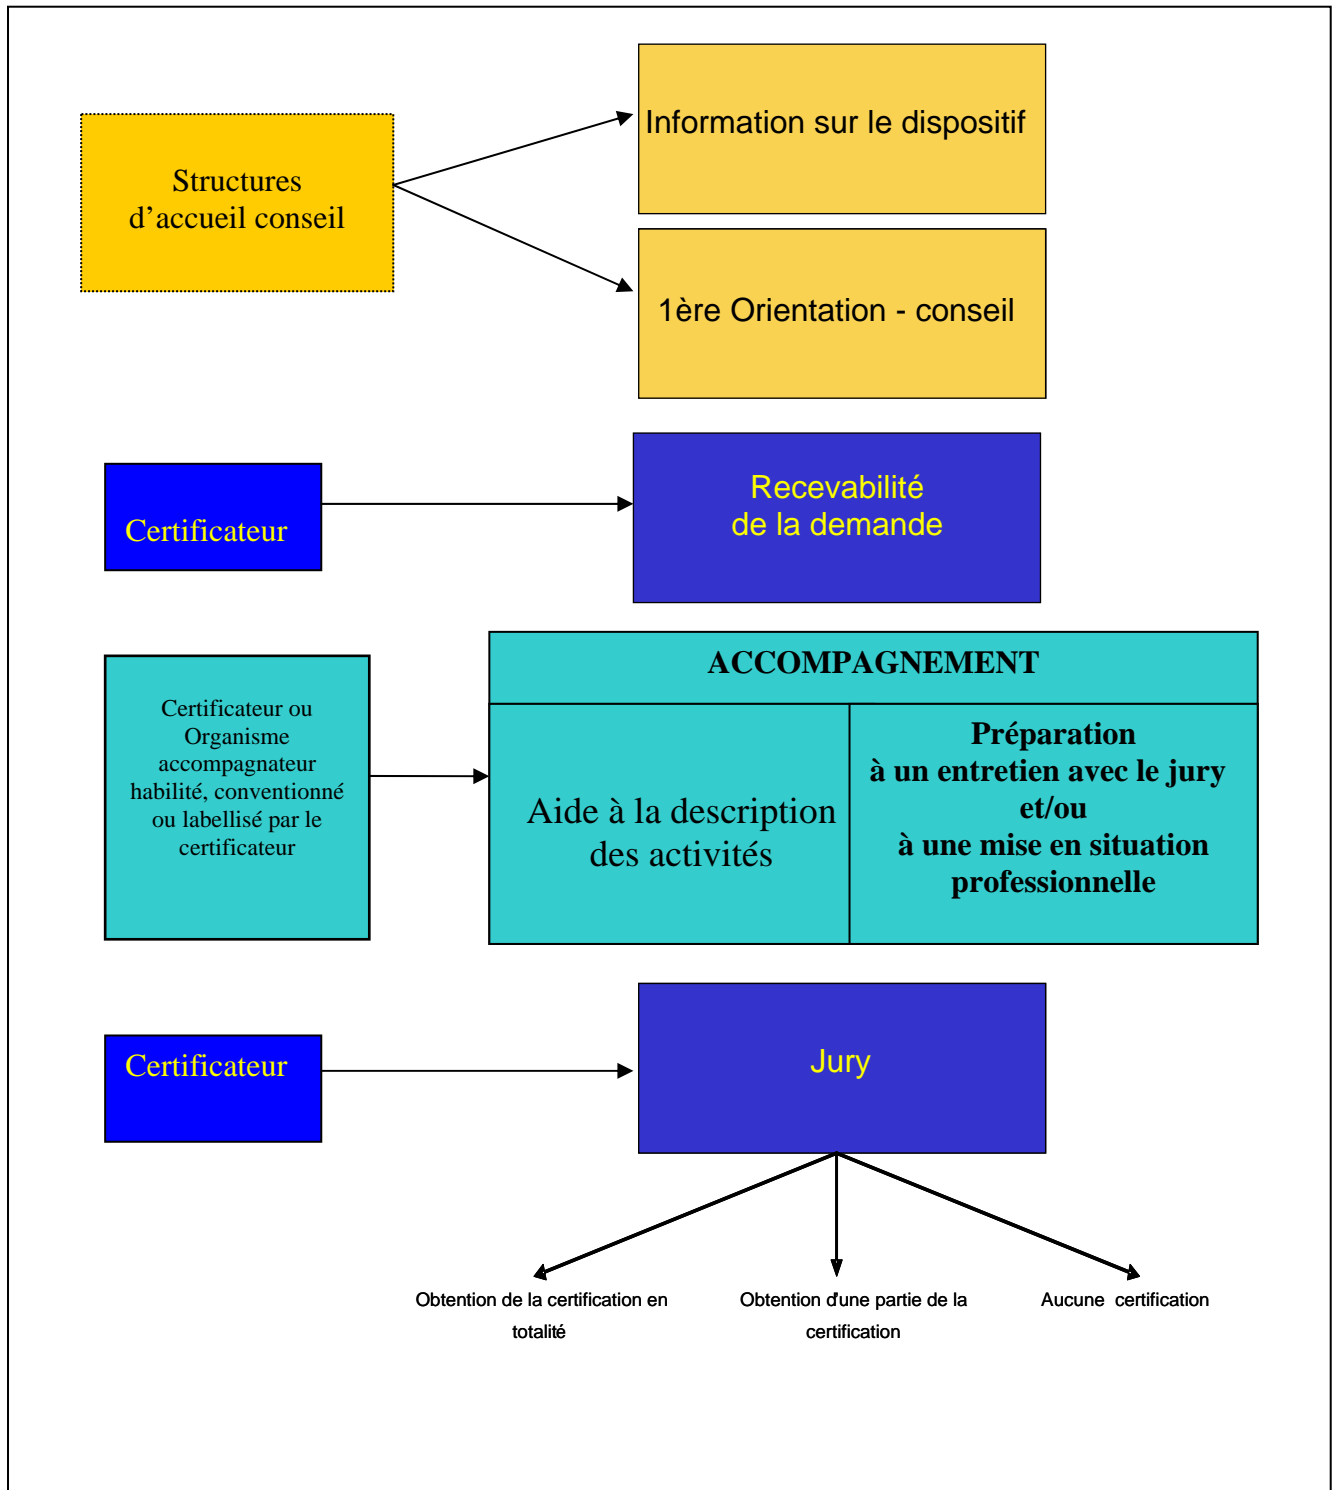 Structures
d’accueil conseil
Information sur le dispositif
1ère Orientation - conseil
Certificateur
Recevabilité
de la demande
Certificateur ou
Organisme
accompagnateur
habilité, conventionné
ou labellisé par le
certificateur
ACCOMPAGNEMENT
Aide à la description
des activités
Préparation
à un entretien avec le jury
et/ou
à une mise en situation
professionnelle
Certificateur
Jury
Obtention de la certification en
totalité
Obtention d'une partie de la
certification
Aucune certification